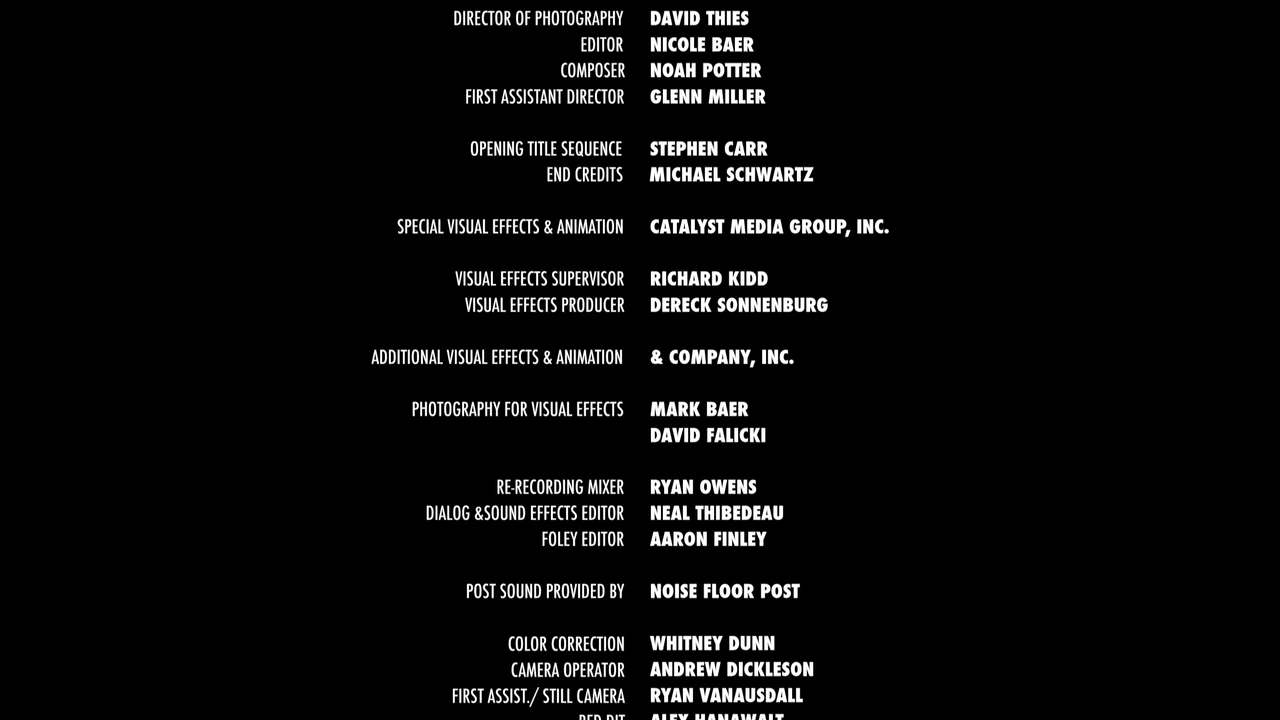 DIRECTOR OF PHOTOGRAPHY DAVID THIES
EDITOR NICOLE BAER
COMPOSER NOAH POTTER
FIRST ASSISTANT DIRECTOR GLENN MILLER
OPENING TITLE SEQUENCE STEPHEN CARR
END CREDITS MICHAEL SCHWARTZ
SPECIAL VISUAL EFFECTS & ANIMATION CATALYST MEDIA GROUP, INC.
VISUAL EFFECTS SUPERVISOR RICHARD KIDD
VISUAL EFFECTS PRODUCER DERECK SONNENBURG
ADDITIONAL VISUAL EFFECTS & ANIMATION & COMPANY, INC.
PHOTOGRAPHY FOR VISUAL EFFECTS MARK BAER
DAVID FALICKI
RE-RECORDING MIXER RYAN OWENS
DIALOG &SOUND EFFECTS EDITOR NEAL THIBEDEAU
FOLEY EDITOR AARON FINLEY
POST SOUND PROVIDED BY NOISE FLOOR POST
COLOR CORRECTION WHITNEY DUNN
CAMERA OPERATOR ANDREW DICKLESON
FIRST ASSIST./ STILL CAMERA RYAN VANAUSDALL
RED DIT ALEX HANAWALT